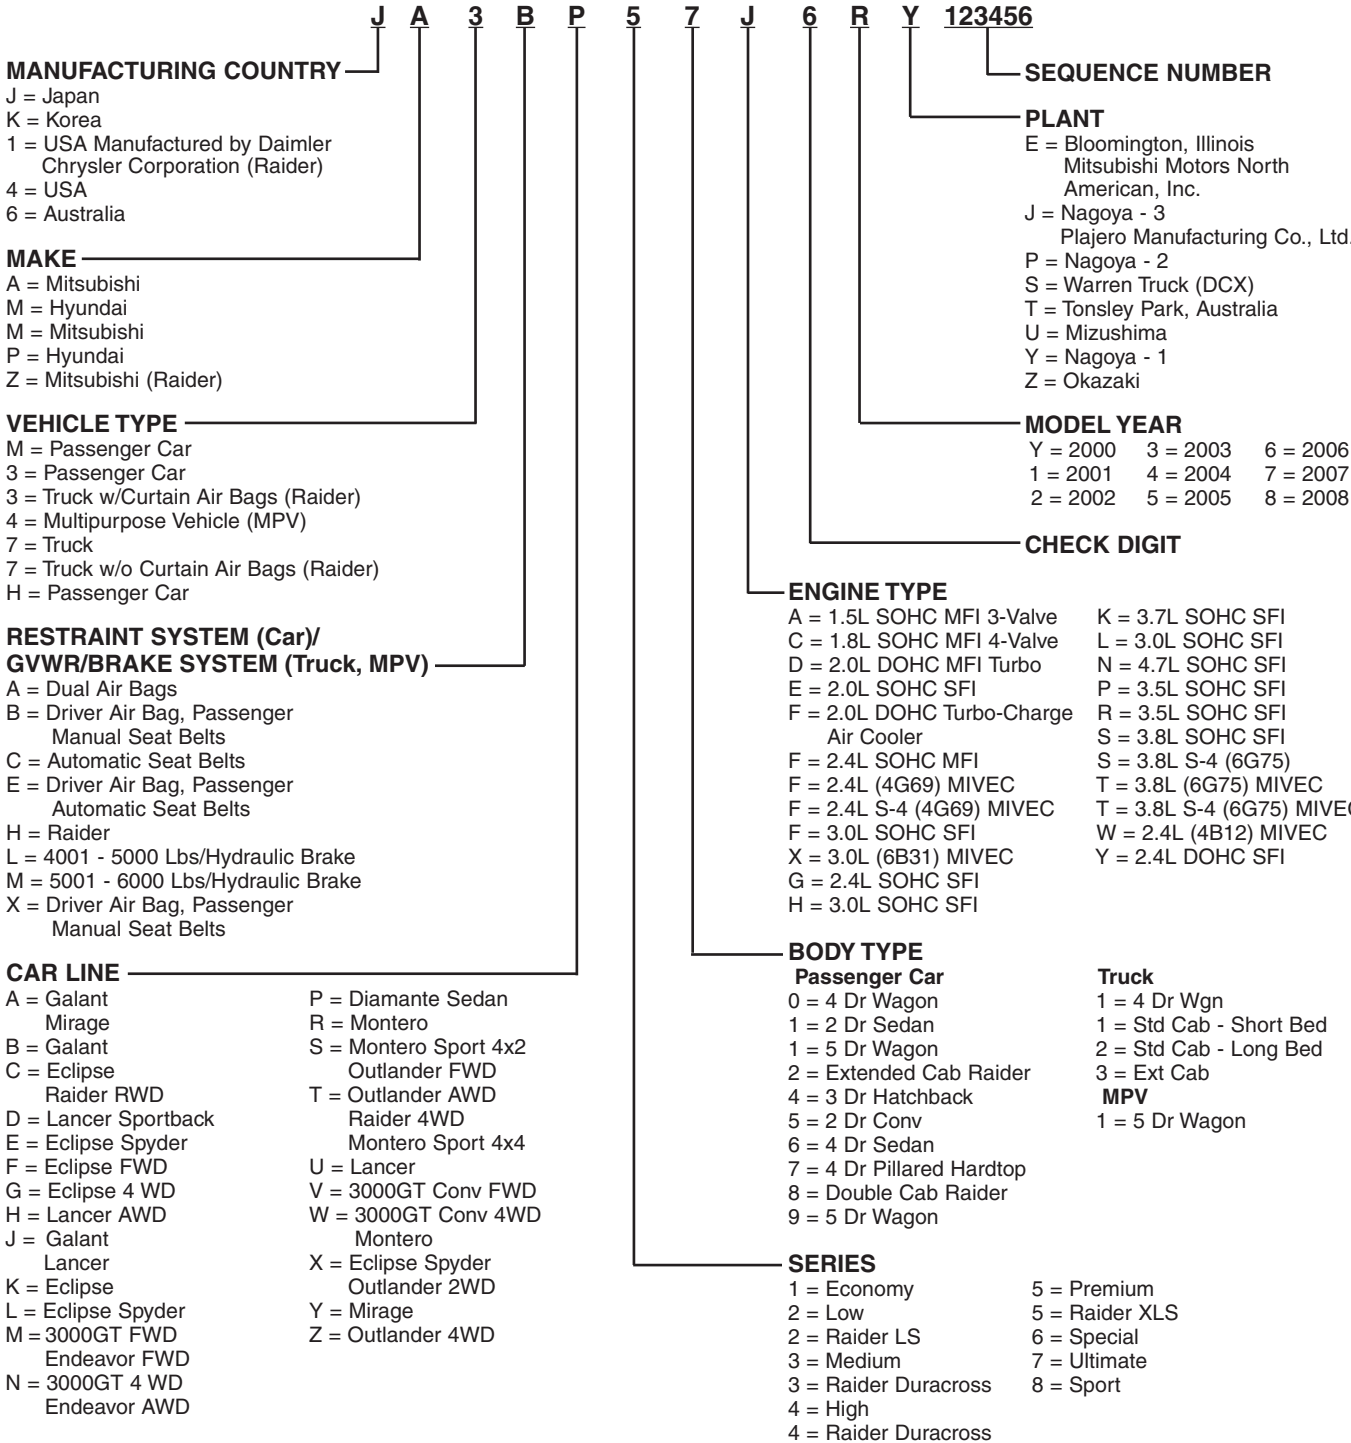 J A 3 B P 5 7 J 6 R Y 123456
MANUFACTURING COUNTRY
J = Japan
K = Korea
1 = USA Manufactured by Daimler
Chrysler Corporation (Raider)
4 = USA
6 = Australia
MAKE
A = Mitsubishi
M = Hyundai
M = Mitsubishi
P = Hyundai
Z = Mitsubishi (Raider)
VEHICLE TYPE
M = Passenger Car
3 = Passenger Car
3 = Truck w/Curtain Air Bags (Raider)
4 = Multipurpose Vehicle (MPV)
7 = Truck
7 = Truck w/o Curtain Air Bags (Raider)
H = Passenger Car
RESTRAINT SYSTEM (Car)/
GVWR/BRAKE SYSTEM (Truck, MPV)
A = Dual Air Bags
B = Driver Air Bag, Passenger
Manual Seat Belts
C = Automatic Seat Belts
E = Driver Air Bag, Passenger
Automatic Seat Belts
H = Raider
L = 4001 - 5000 Lbs/Hydraulic Brake
M = 5001 - 6000 Lbs/Hydraulic Brake
X = Driver Air Bag, Passenger
Manual Seat Belts
CAR LINE
A = Galant
Mirage
B = Galant
C = Eclipse
Raider RWD
D = Lancer Sportback
E = Eclipse Spyder
F = Eclipse FWD
G = Eclipse 4 WD
H = Lancer AWD
J = Galant
Lancer
K = Eclipse
L = Eclipse Spyder
M = 3000GT FWD
Endeavor FWD
N = 3000GT 4 WD
Endeavor AWD
P = Diamante Sedan
R = Montero
S = Montero Sport 4x2
Outlander FWD
T = Outlander AWD
Raider 4WD
Montero Sport 4x4
U = Lancer
V = 3000GT Conv FWD
W = 3000GT Conv 4WD
Montero
X = Eclipse Spyder
Outlander 2WD
Y = Mirage
Z = Outlander 4WD
SEQUENCE NUMBER
PLANT
E = Bloomington, Illinois
Mitsubishi Motors North
American, Inc.
J = Nagoya - 3
Plajero Manufacturing Co., Ltd.
P = Nagoya - 2
S = Warren Truck (DCX)
T = Tonsley Park, Australia
U = Mizushima
Y = Nagoya - 1
Z = Okazaki
MODEL YEAR
Y = 2000 3 = 2003 6 = 2006
1 = 2001 4 = 2004 7 = 2007
2 = 2002 5 = 2005 8 = 2008
CHECK DIGIT
ENGINE TYPE
A = 1.5L SOHC MFI 3-Valve
C = 1.8L SOHC MFI 4-Valve
D = 2.0L DOHC MFI Turbo
E = 2.0L SOHC SFI
F = 2.0L DOHC Turbo-Charge
Air Cooler
F = 2.4L SOHC MFI
F = 2.4L (4G69) MIVEC
F = 2.4L S-4 (4G69) MIVEC
F = 3.0L SOHC SFI
X = 3.0L (6B31) MIVEC
G = 2.4L SOHC SFI
H = 3.0L SOHC SFI
K = 3.7L SOHC SFI
L = 3.0L SOHC SFI
N = 4.7L SOHC SFI
P = 3.5L SOHC SFI
R = 3.5L SOHC SFI
S = 3.8L SOHC SFI
S = 3.8L S-4 (6G75)
T = 3.8L (6G75) MIVEC
T = 3.8L S-4 (6G75) MIVEC
W = 2.4L (4B12) MIVEC
Y = 2.4L DOHC SFI
BODY TYPE
Passenger Car
0 = 4 Dr Wagon
1 = 2 Dr Sedan
1 = 5 Dr Wagon
2 = Extended Cab Raider
4 = 3 Dr Hatchback
5 = 2 Dr Conv
6 = 4 Dr Sedan
7 = 4 Dr Pillared Hardtop
8 = Double Cab Raider
9 = 5 Dr Wagon
Truck
1 = 4 Dr Wgn
1 = Std Cab - Short Bed
2 = Std Cab - Long Bed
3 = Ext Cab
MPV
1 = 5 Dr Wagon
SERIES
1 = Economy
2 = Low
2 = Raider LS
3 = Medium
3 = Raider Duracross
4 = High
4 = Raider Duracross
5 = Premium
5 = Raider XLS
6 = Special
7 = Ultimate
8 = Sport